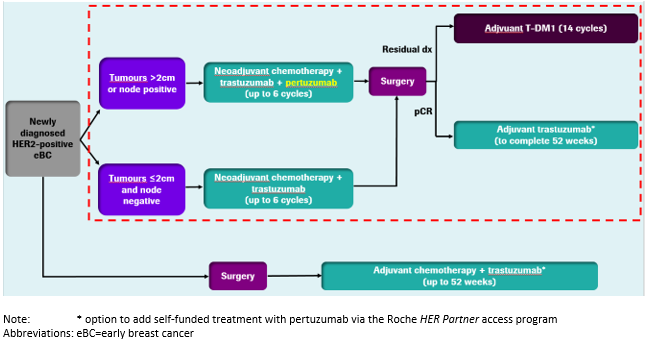 Newly
diagnosed
HER2-positive
eBC
Tumours >2cm
or node positive
Neoadjuvant chemotherapy +
trastuzumab + pertuzumab
(up to 6 cycles)
Surgery
Residual dx
pCR
Adjvuant T-DM1 (14 cycles)
Adjuvant trastuzumab*
(to complete 52 weeks)
Tumours ≤2cm
and node
negative
Neoadjuvant chemotherapy +
trastuzumab
(up to 6 cycles)
Surgery
Adjuvant chemotherapy + trastuzumab*
(up to 52 weeks)
Note: * option to add self-funded treatment with pertuzumab via the Roche HER Partner access program
Abbreviations: eBC=early breast cancer